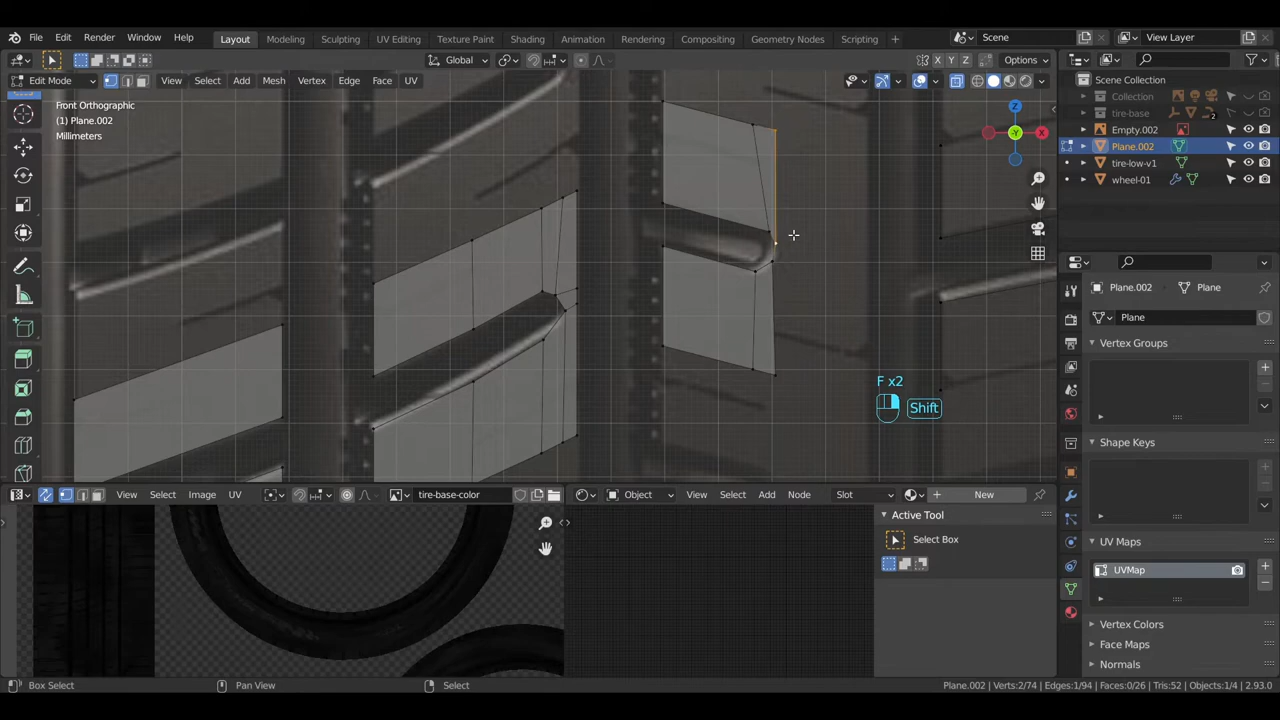 File Edit Render Window Help Layout Modeling Sculpting UV Editing Texture Paint Shading Animation Rendering Compositing Geometry Nodes Scripting + Scene View Layer
Global X Y Z Options
Edit Mode View Select Add Mesh Vertex Edge Face UV
Front Orthographic
(1) Plane.002
Millimeters
Z
-Y
X
Scene Collection
Collection
tire-base 2
Empty.002
Plane.002
tire-low-v1
wheel-01
Plane.002 Plane
Plane
Vertex Groups
Shape Keys
UV Maps
UVMap
Vertex Colors
Face Maps
Normals
F x2
Shift
View Select Image UV tire-base-color
Object View Select Add Node Slot New
Active Tool
Select Box
Box Select Pan View Select Plane.002 | Verts:2/74 | Edges:1/94 | Faces:0/26 | Tris:52 | Objects:1/4 | 2.93.0